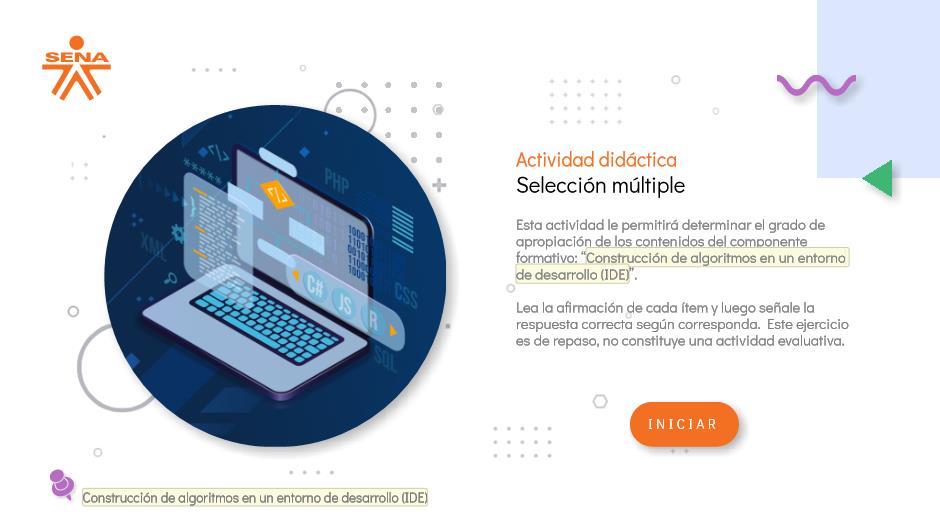 SENA
Actividad didáctica
Selección múltiple
Esta actividad le permitirá determinar el grado de
apropiación de los contenidos del componente
formativo: “Construcción de algoritmos en un entorno
de desarrollo (IDE)”.
Lea la afirmación de cada ítem y luego señale la
respuesta correcta según corresponda. Este ejercicio
es de repaso, no constituye una actividad evaluativa.
INICIAR
PHP
XML
</>
*****
C# JS R
CSS
SQL
Construcción de algoritmos en un entorno de desarrollo (IDE)